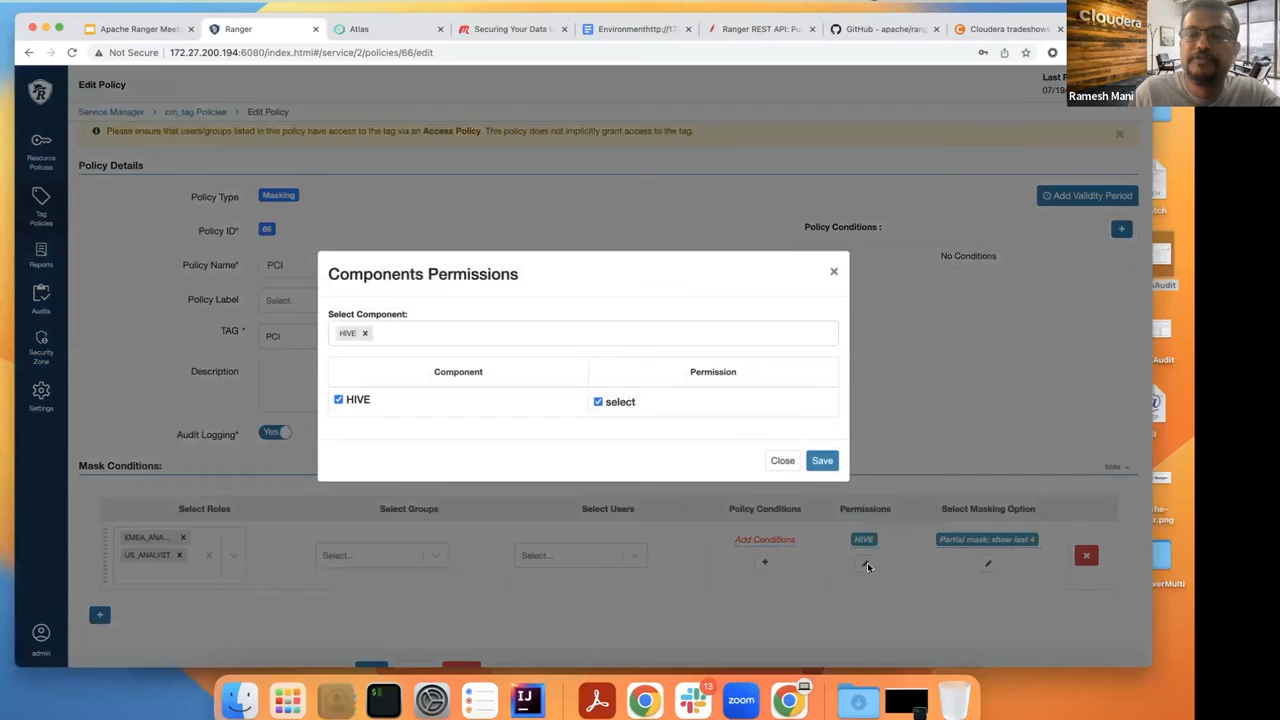 Apache Ranger Meet
Ranger
Atlas
Securing Your Data L
Environmenthttp://17
Ranger REST API: Pu
GitHub - apache/ran
Cloudera tradeshow
cloudera
Not Secure
172.27.200.194:6080/index.html#/service/2/policies/66/edit
Ramesh Mani
Edit Policy
Last R
07/19/
Service Manager > cm_tag Policies > Edit Policy
Please ensure that users/groups listed in this policy have access to the tag via an Access Policy. This policy does not implicitly grant access to the tag.
Resource
Policies
Tag
Policies
Reports
Audits
Security
Zone
Settings
admin
Policy Details
Policy Type
Masking
Add Validity Period
Policy ID*
66
Policy Conditions :
No Conditions
Policy Name*
PCI
Policy Label
Select...
TAG *
PCI
Description
Audit Logging*
Yes
Components Permissions
Select Component:
HIVE
Component
Permission
HIVE
select
Close
Save
Mask Conditions:
hide
Select Roles
Select Groups
Select Users
Policy Conditions
Permissions
Select Masking Option
EMEA_ANA...
US_ANALYST
Select...
Select...
Add Conditions
HIVE
Partial mask: show last 4
13
zoom